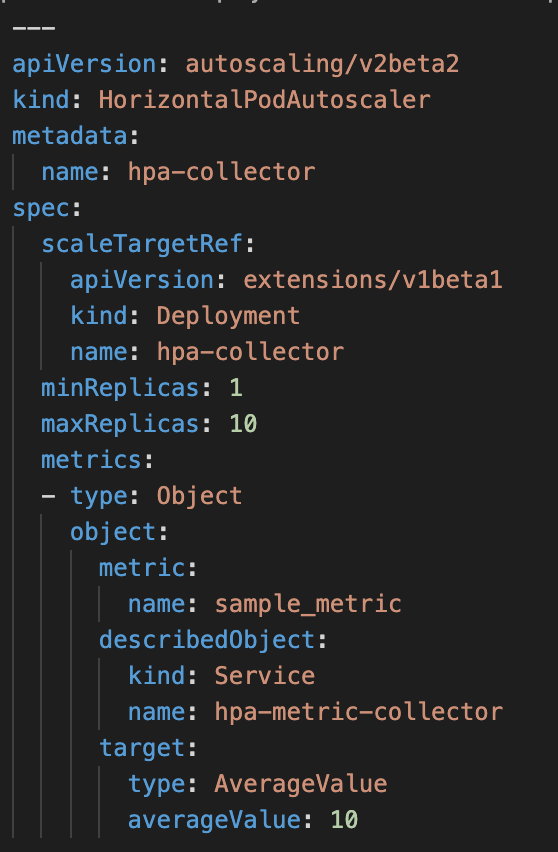 ---
apiVersion: autoscaling/v2beta2
kind: HorizontalPodAutoscaler
metadata:
  name: hpa-collector
spec:
  scaleTargetRef:
    apiVersion: extensions/v1beta1
    kind: Deployment
    name: hpa-collector
  minReplicas: 1
  maxReplicas: 10
  metrics:
  - type: Object
    object:
      metric:
        name: sample_metric
      describedObject:
        kind: Service
        name: hpa-metric-collector
      target:
        type: AverageValue
        averageValue: 10